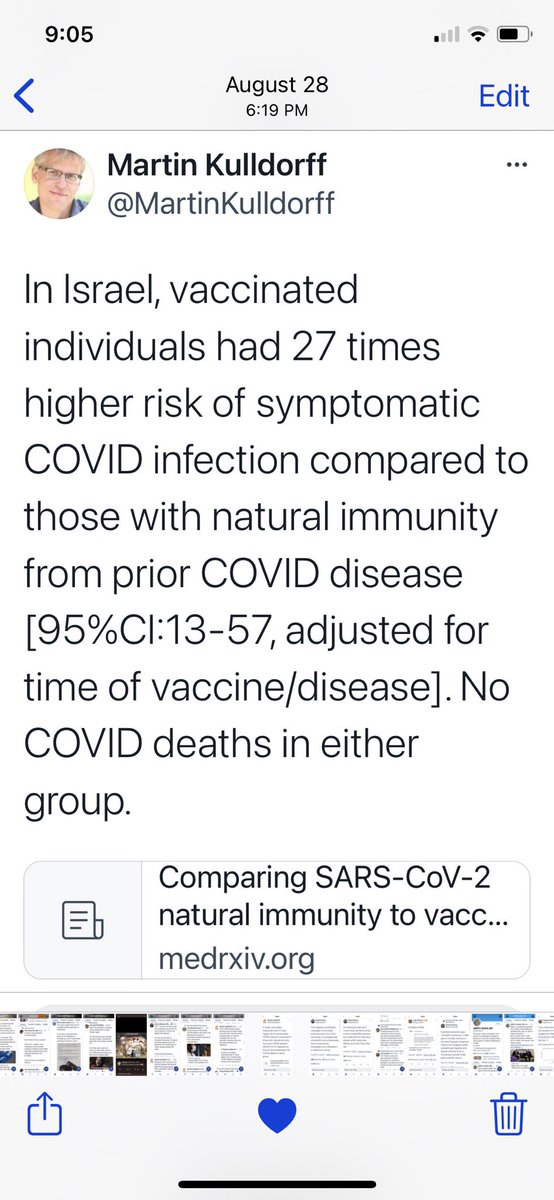 9:05
August 28
6:19 PM
Edit
Martin Kulldorff
@MartinKulldorff
In Israel, vaccinated
individuals had 27 times
higher risk of symptomatic
COVID infection compared to
those with natural immunity
from prior COVID disease
[95%CI:13-57, adjusted for
time of vaccine/disease]. No
COVID deaths in either
group.
Comparing SARS-CoV-2
natural immunity to vacc...
medrxiv.org